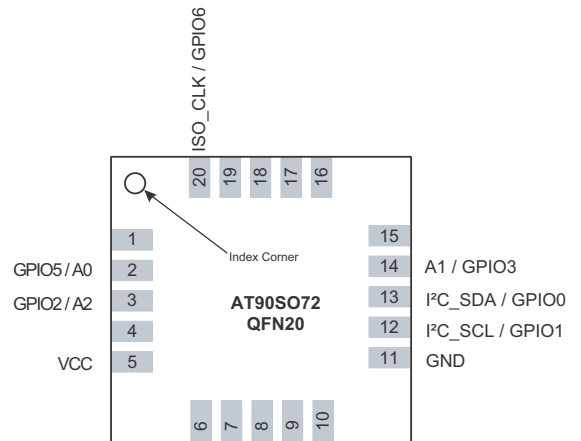 ISO_CLK / GPIO6
20 19 18 17 16
Index Corner
1
GPIO5/A0 2
GPIO2/A2 3
4
VCC 5
AT90SO72
QFN20
15
14 A1 / GPIO3
13 I²C_SDA / GPIO0
12 I²C_SCL / GPIO1
11 GND
6 7 8 9 10